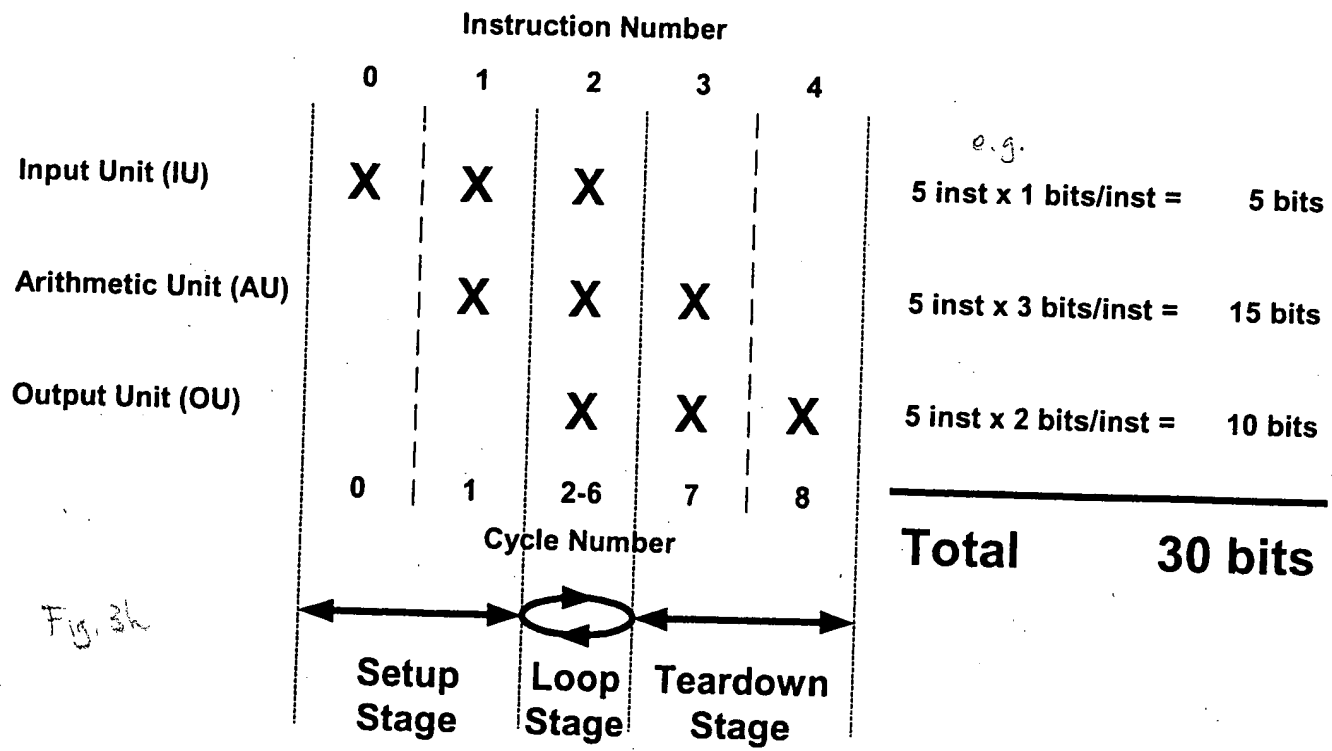 Instruction Number
0 1 2 3 4
e.g.
Input Unit (IU) X X X 5 inst x 1 bits/inst = 5 bits
Arithmetic Unit (AU) X X X 5 inst x 3 bits/inst = 15 bits
Output Unit (OU) X X X 5 inst x 2 bits/inst = 10 bits
0 1 2-6 7 8
Cycle Number
Total 30 bits
Fig. 3h
Setup Loop Teardown
Stage Stage Stage